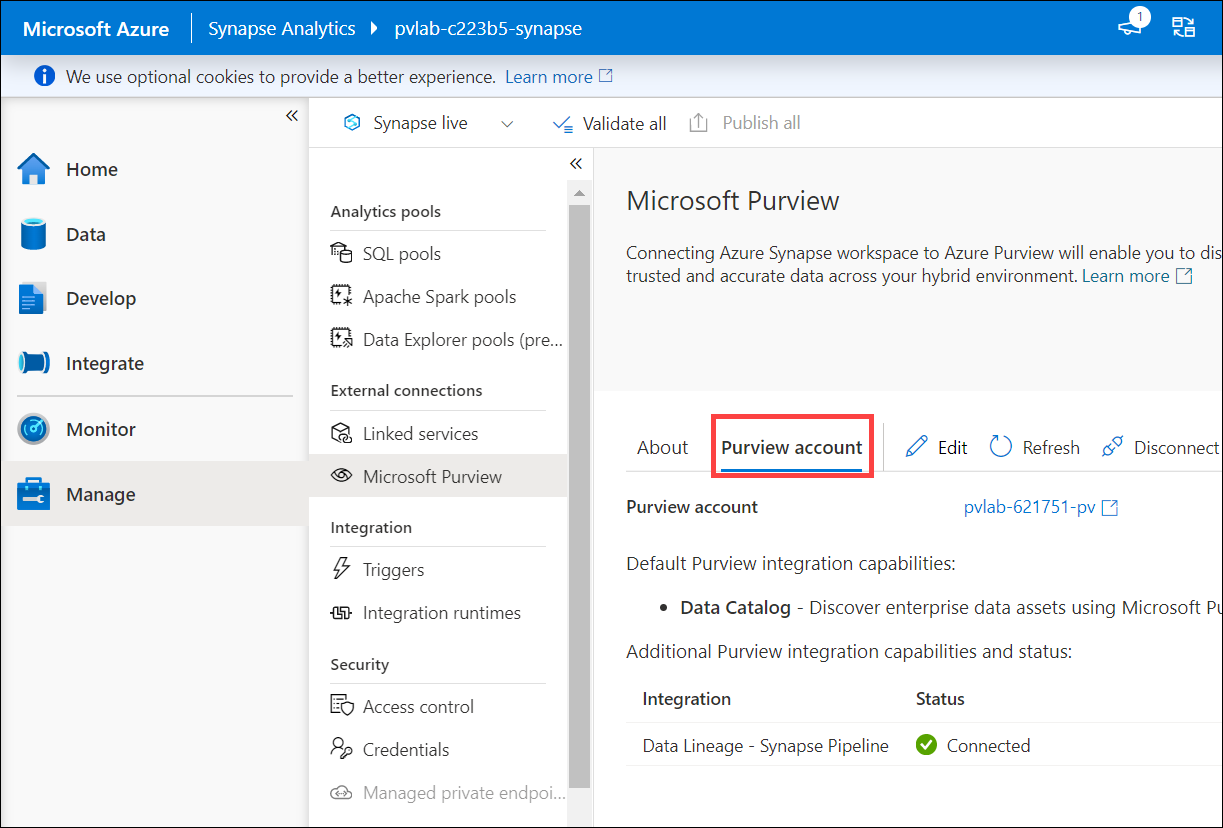 Microsoft Azure
Synapse Analytics
pvlab-c223b5-synapse
1
We use optional cookies to provide a better experience. Learn more
Synapse live
Validate all
Publish all
Home
Data
Develop
Integrate
Monitor
Manage
Analytics pools
SQL pools
Apache Spark pools
Data Explorer pools (pre...
External connections
Linked services
Microsoft Purview
Integration
Triggers
Integration runtimes
Security
Access control
Credentials
Managed private endpoi...
Microsoft Purview
Connecting Azure Synapse workspace to Azure Purview will enable you to dis
trusted and accurate data across your hybrid environment. Learn more
About
Purview account
Edit
Refresh
Disconnect
Purview account
pvlab-621751-pv
Default Purview integration capabilities:
• Data Catalog - Discover enterprise data assets using Microsoft Pu
Additional Purview integration capabilities and status:
Integration
Status
Data Lineage - Synapse Pipeline
Connected